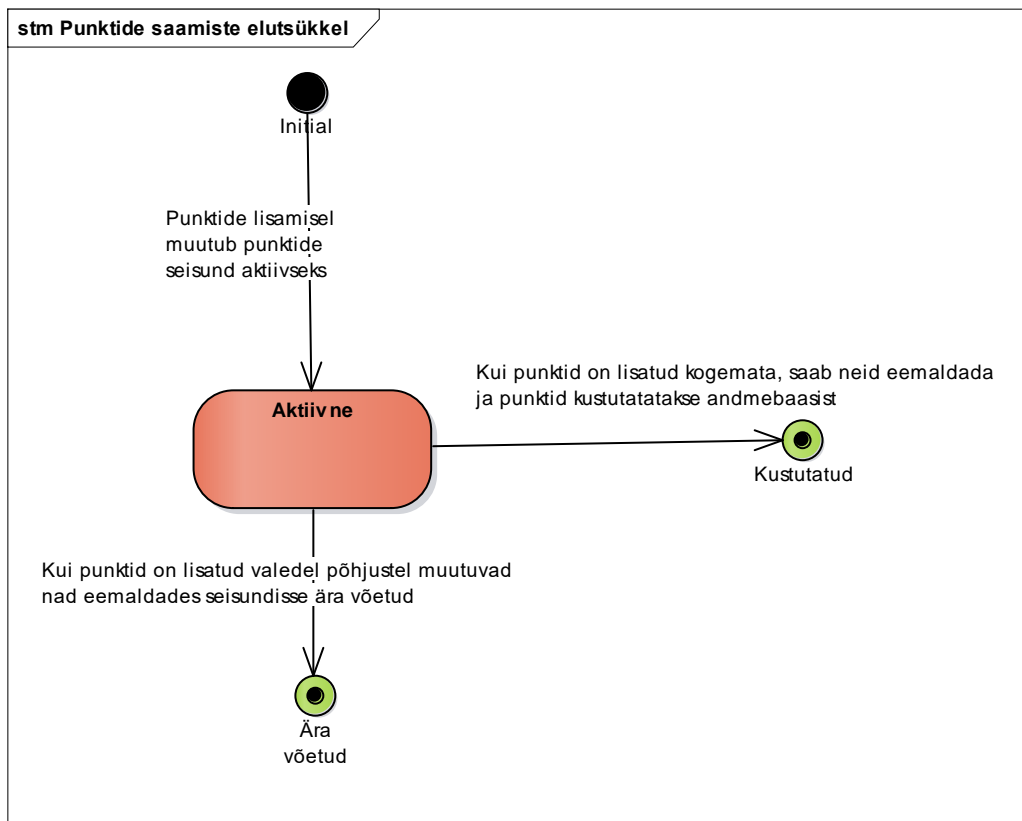 stm Punktide saamiste elutsükkel
Initial
Punktide lisamisel
muutub punktide
seisund aktiivseks
Kui punktid on lisatud kogemata, saab neid eemaldada
ja punktid kustutatatakse andmebaasist
Aktiivne
Kustutatud
Kui punktid on lisatud valedel põhjustel muutuvad
nad eemaldades seisundisse ära võetud
Ära
võetud